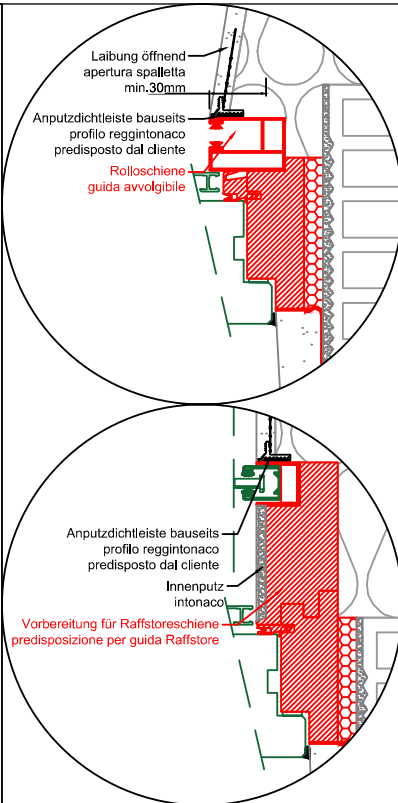 Laibung öffnend
apertura spalletta
min.30mm
Anputzdichtleiste bauseits
profilo reggintonaco
predisposto dal cliente
Rolloschiene
guida avvolgibile
Anputzdichtleiste bauseits
profilo reggintonaco
predisposto dal cliente
Innenputz
intonaco
Vorbereitung für Raffstoreschiene
predisposizione per guida Raffstore